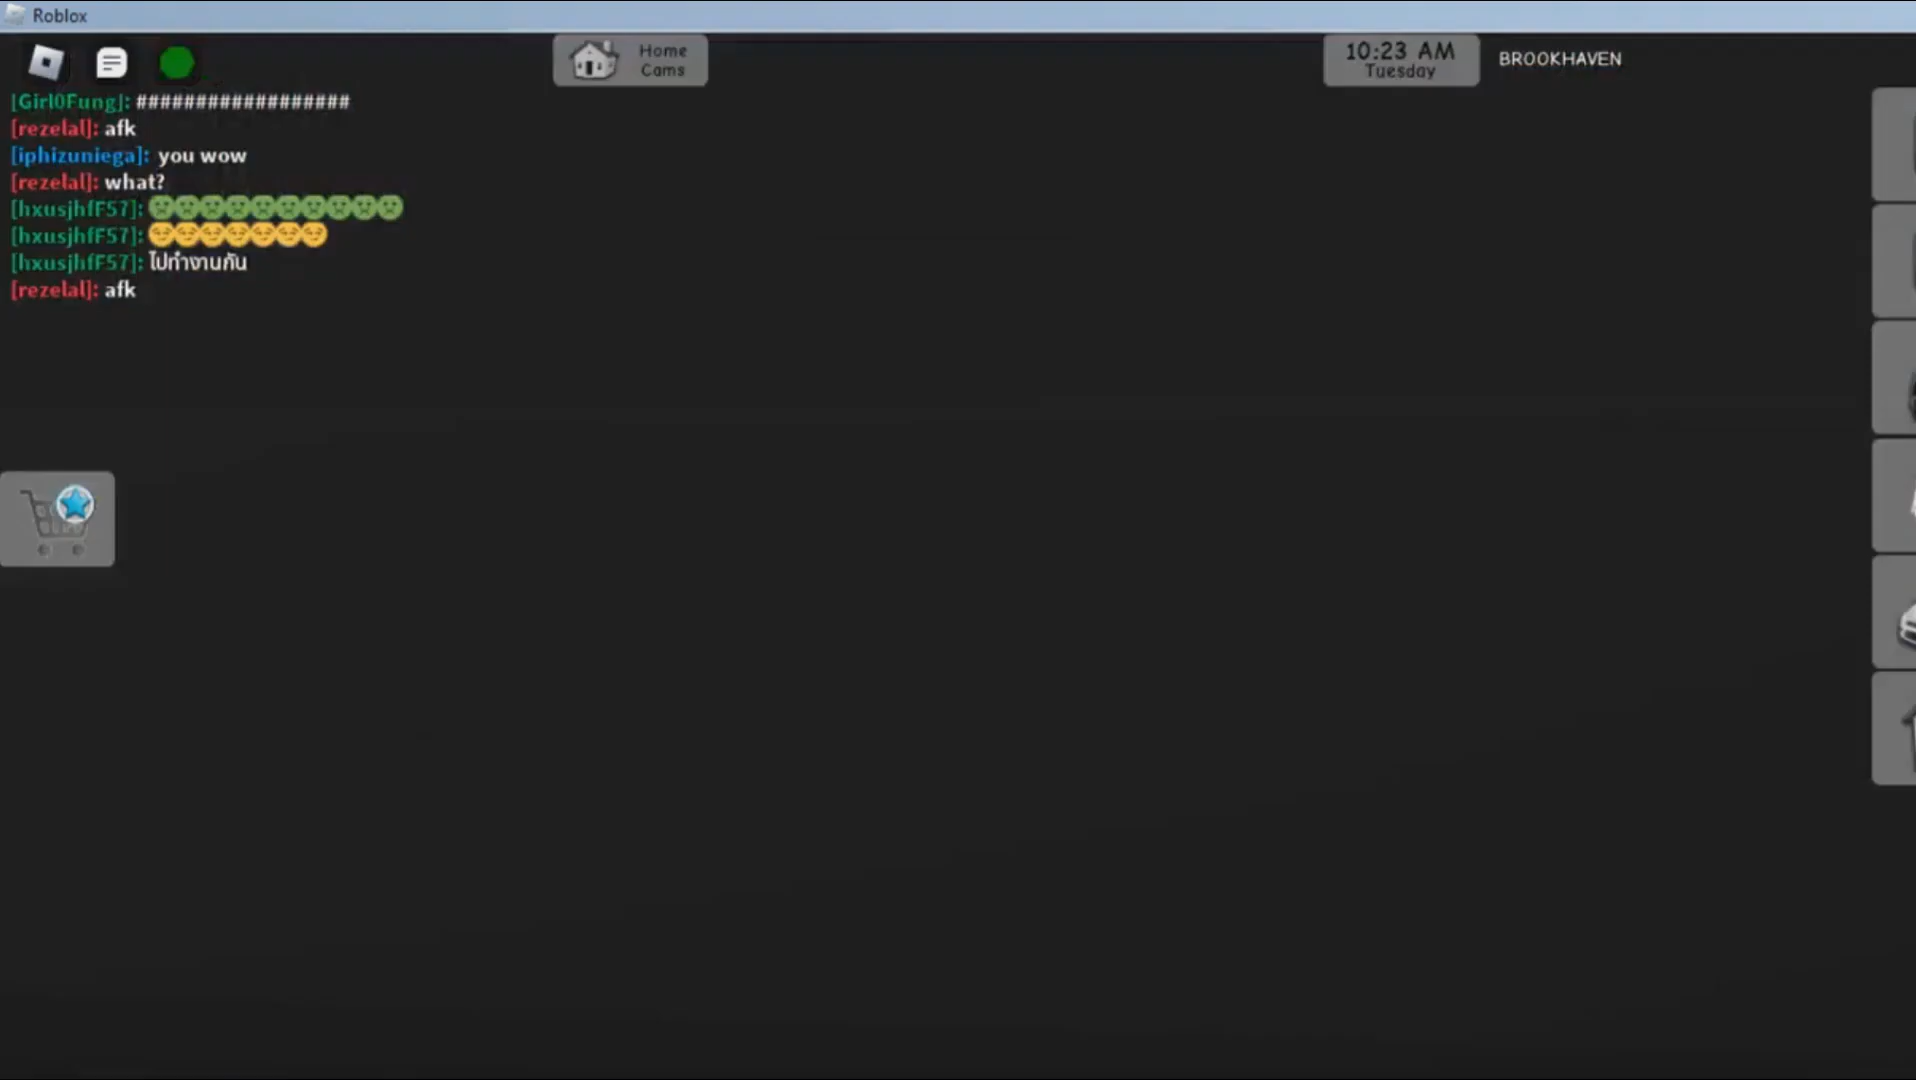 Roblox
Home
Cams
10:23 AM
Tuesday
BROOKHAVEN
[Girl0Fung]: ##################
[rezelal]: afk
[iphizuniega]: you wow
[rezelal]: what?
[hxusjhfF57]: 🤢🤢🤢🤢🤢🤢🤢🤢🤢🤢
[hxusjhfF57]: 😏😏😏😏😏😏😏
[hxusjhfF57]: ไปทำงานกัน
[rezelal]: afk